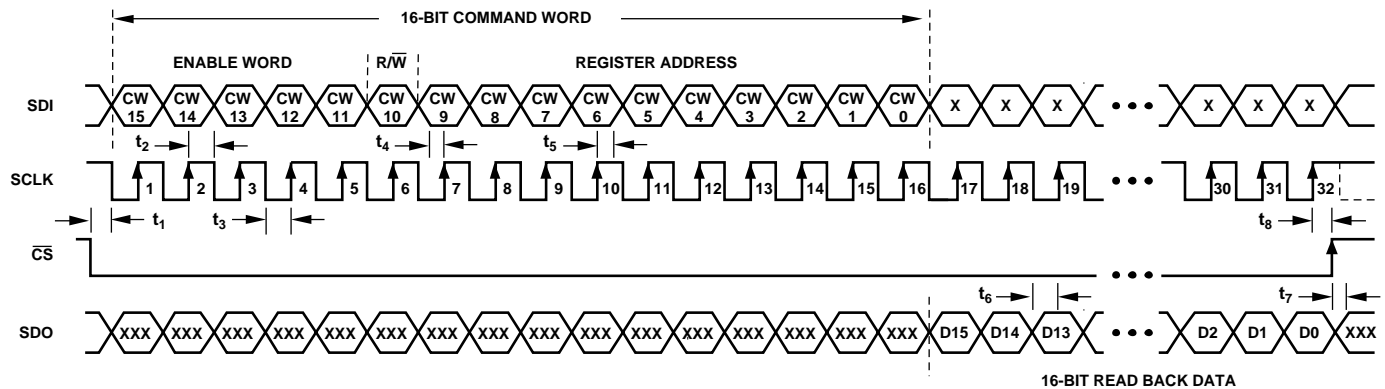 16-BIT COMMAND WORD
ENABLE WORD R/W̅ REGISTER ADDRESS
SDI CW 15 CW 14 CW 13 CW 12 CW 11 CW 10 CW 9 CW 8 CW 7 CW 6 CW 5 CW 4 CW 3 CW 2 CW 1 CW 0 X X X X X X
t2 t4 t5
SCLK 1 2 3 4 5 6 7 8 9 10 11 12 13 14 15 16 17 18 19 30 31 32
t1 t3 t8
C̅S̅
t6 t7
SDO XXX XXX XXX XXX XXX XXX XXX XXX XXX XXX XXX XXX XXX XXX XXX XXX D15 D14 D13 D2 D1 D0 XXX
16-BIT READ BACK DATA